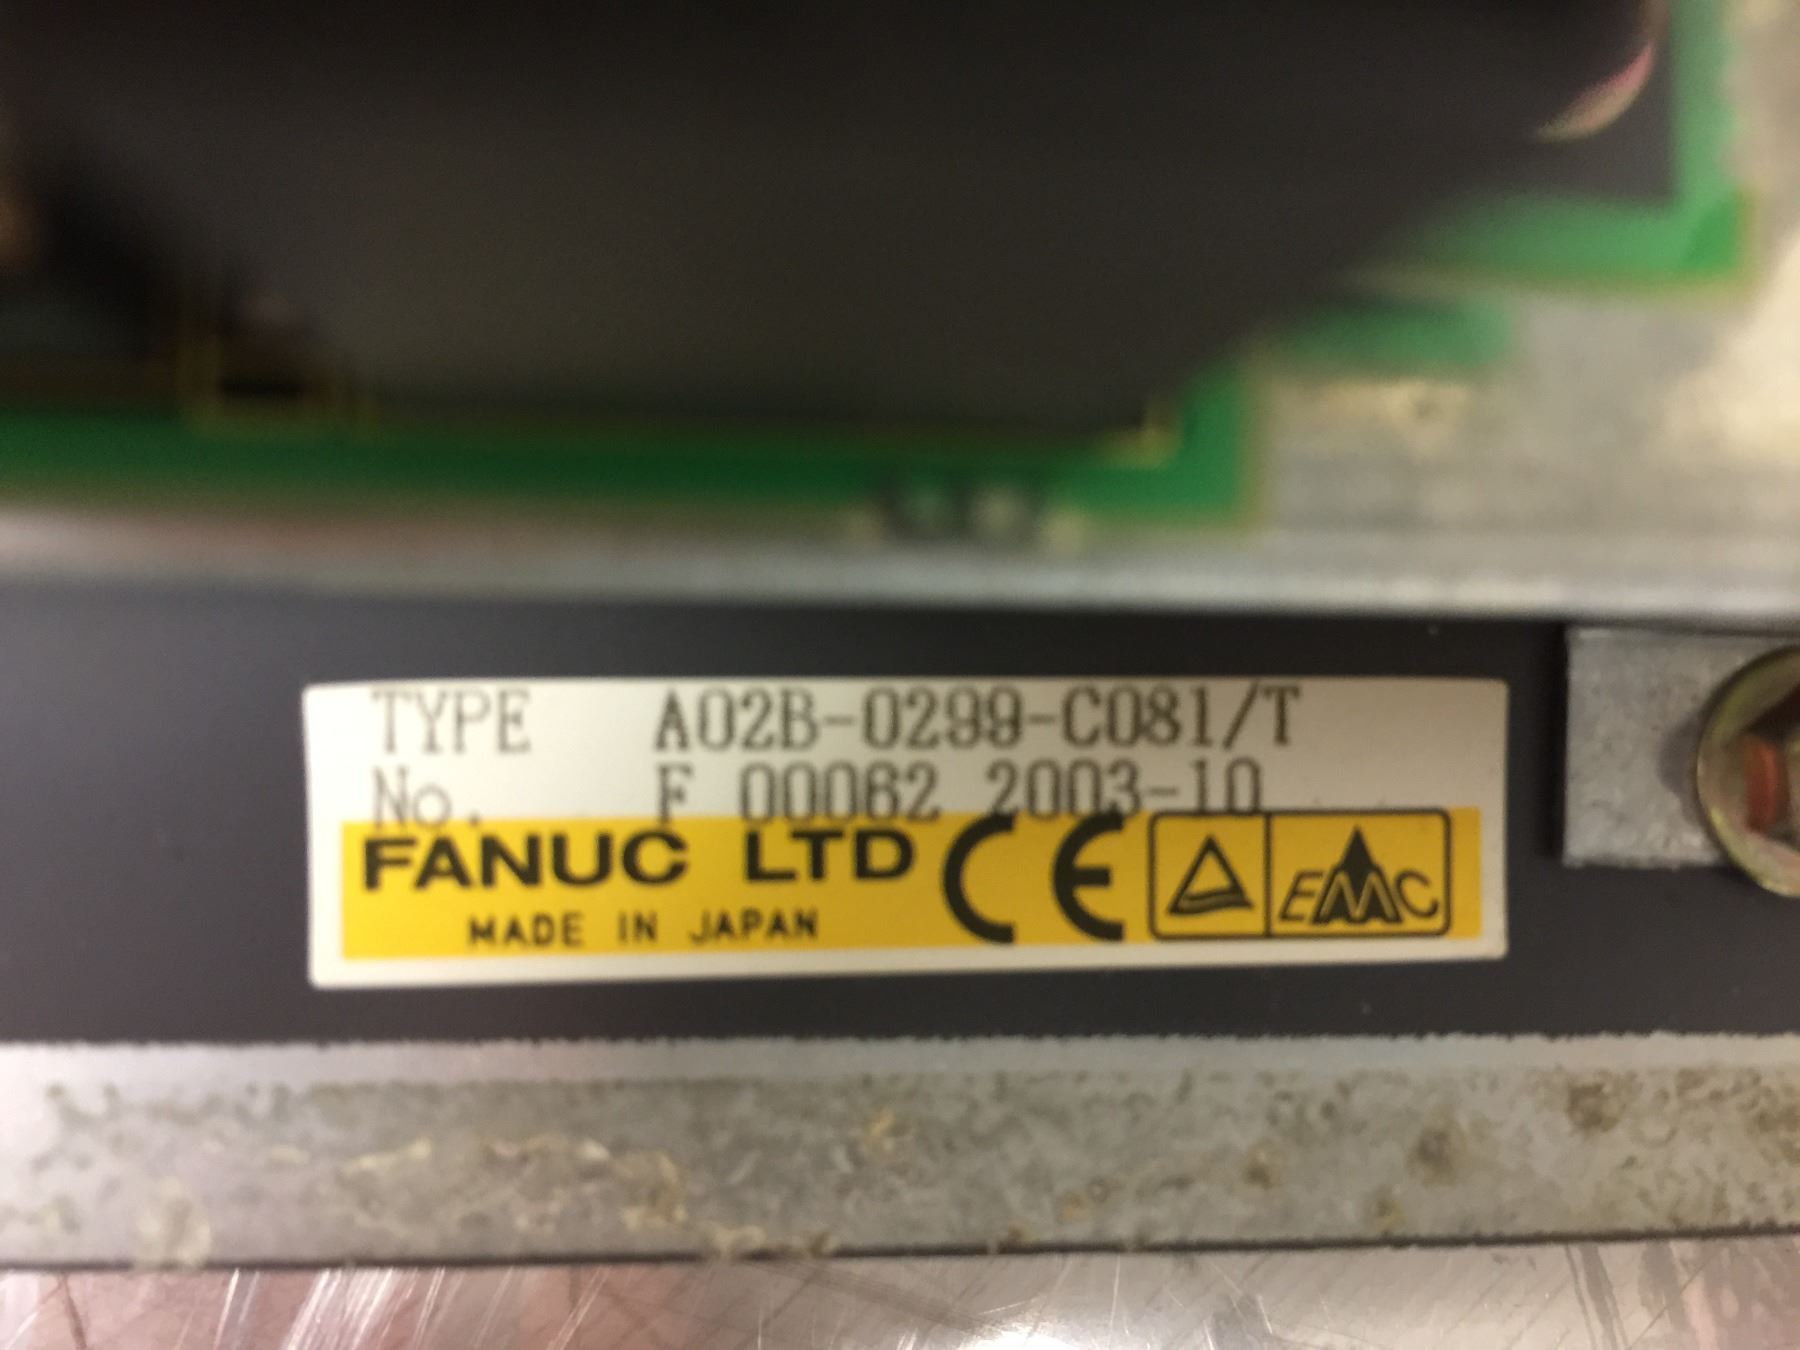 TYPE A02B-0299-C081/T
No. F 00062 2003-10
FANUC LTD CE EMC
MADE IN JAPAN